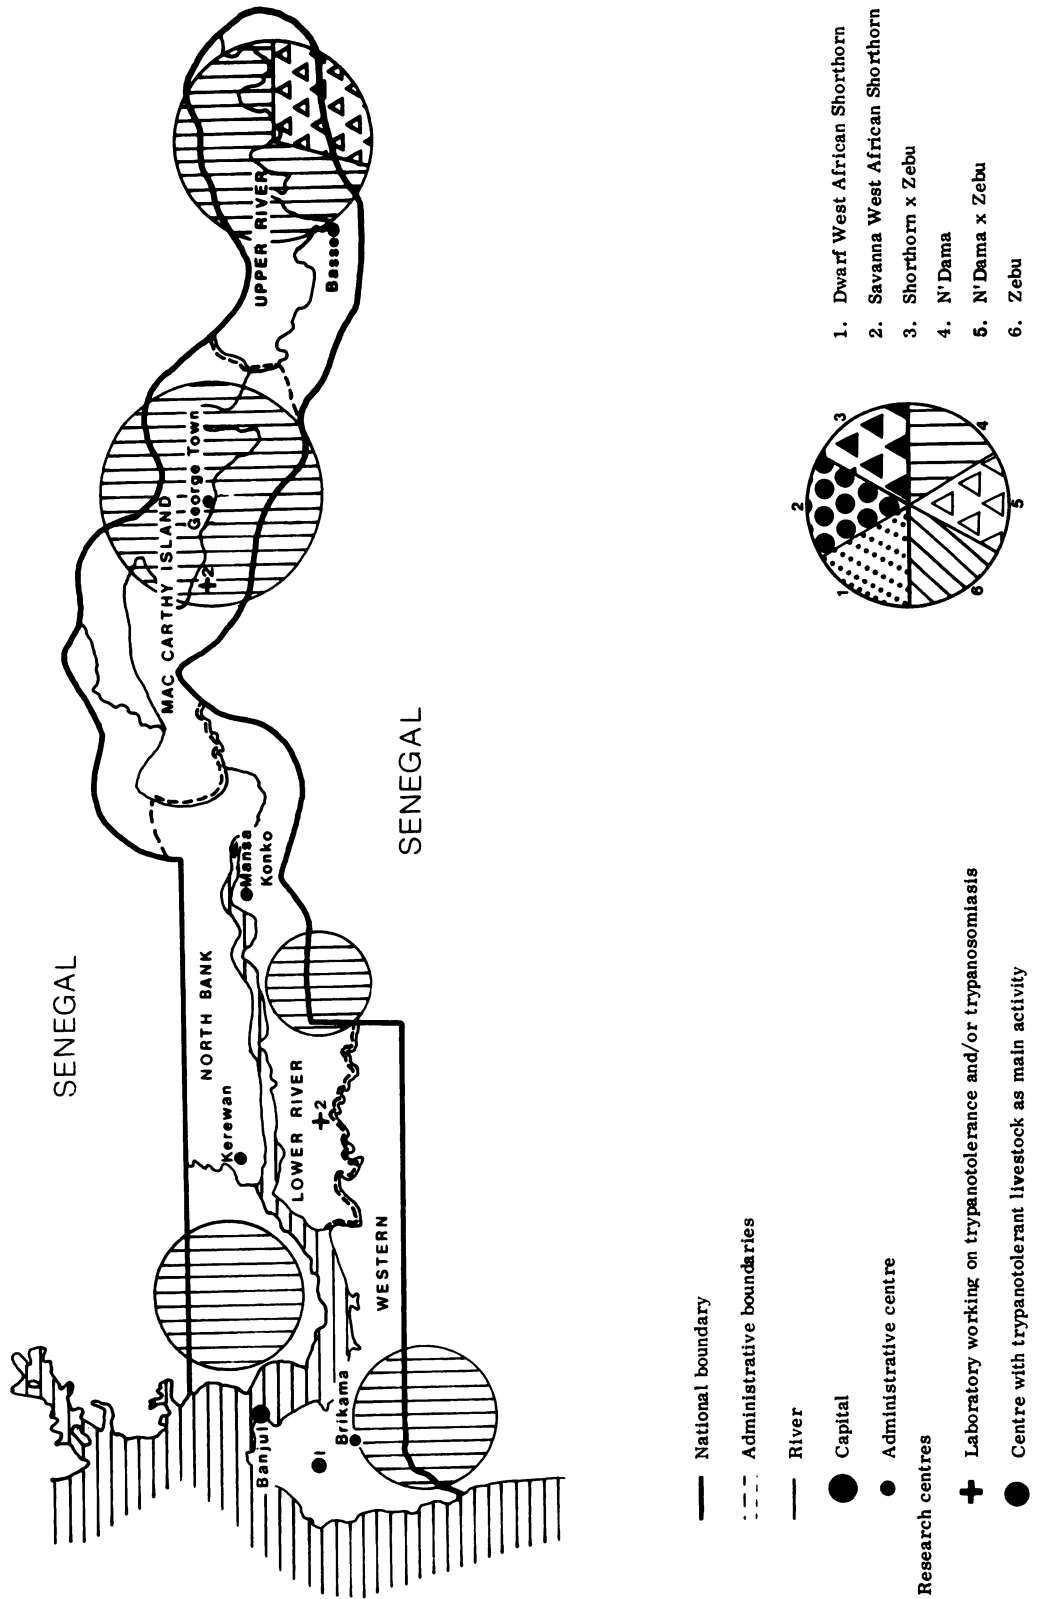 SENEGAL
SENEGAL
NORTH BANK
Kerewan
LOWER RIVER
+2
WESTERN
Banjul
1
Brikama
Mansa
Konko
MAC CARTHY ISLAND
George Town
+2
UPPER RIVER
Basse
National boundary
Administrative boundaries
River
Capital
Administrative centre
Research centres
Laboratory working on trypanotolerance and/or trypanosomiasis
Centre with trypanotolerant livestock as main activity
1
2
3
4
5
6
1. Dwarf West African Shorthorn
2. Savanna West African Shorthorn
3. Shorthorn x Zebu
4. N'Dama
5. N'Dama x Zebu
6. Zebu